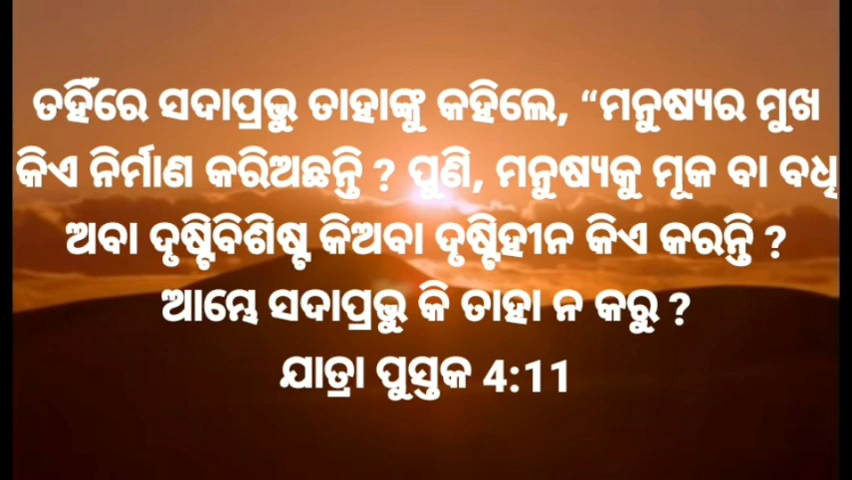 ତହିଁରେ ସଦାପ୍ରଭୁ ତାହାଙ୍କୁ କହିଲେ, “ମନୁଷ୍ୟର ମୁଖ
କିଏ ନିର୍ମାଣ କରିଅଛନ୍ତି ? ପୁଣି, ମନୁଷ୍ୟକୁ ମୂକ ବା ବଧି
ଅବା ଦୃଷ୍ଟିବିଶିଷ୍ଟ କିଅବା ଦୃଷ୍ଟିହୀନ କିଏ କରନ୍ତି ?
ଆମ୍ଭେ ସଦାପ୍ରଭୁ କି ତାହା ନ କରୁ ?
ଯାତ୍ରା ପୁସ୍ତକ 4:11